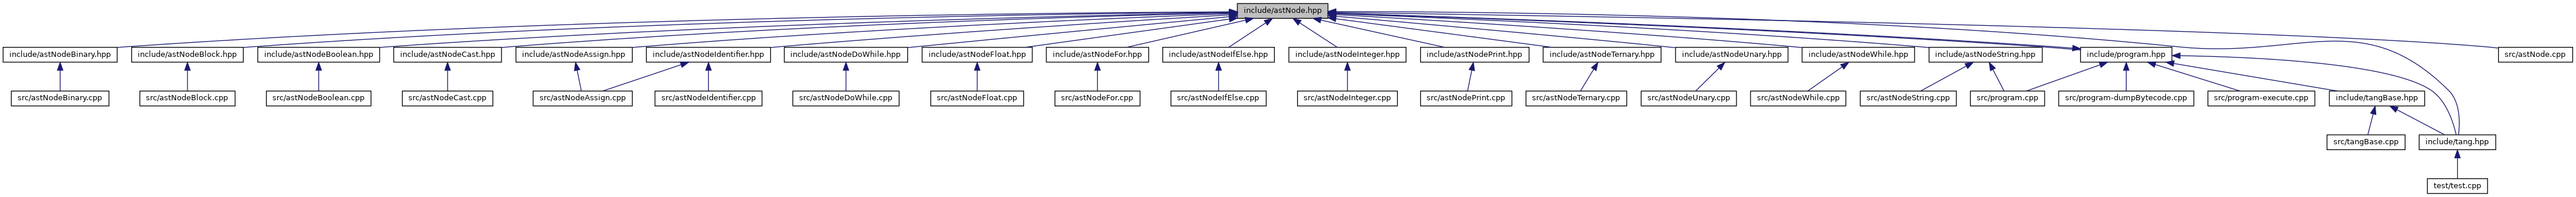 include/astNode.hpp
include/astNodeBinary.hpp
include/astNodeBlock.hpp
include/astNodeBoolean.hpp
include/astNodeCast.hpp
include/astNodeAssign.hpp
include/astNodeIdentifier.hpp
include/astNodeDoWhile.hpp
include/astNodeFloat.hpp
include/astNodeFor.hpp
include/astNodeIfElse.hpp
include/astNodeInteger.hpp
include/astNodePrint.hpp
include/astNodeTernary.hpp
include/astNodeUnary.hpp
include/astNodeWhile.hpp
include/astNodeString.hpp
include/program.hpp
src/astNode.cpp
src/astNodeBinary.cpp
src/astNodeBlock.cpp
src/astNodeBoolean.cpp
src/astNodeCast.cpp
src/astNodeAssign.cpp
src/astNodeIdentifier.cpp
src/astNodeDoWhile.cpp
src/astNodeFloat.cpp
src/astNodeFor.cpp
src/astNodeIfElse.cpp
src/astNodeInteger.cpp
src/astNodePrint.cpp
src/astNodeTernary.cpp
src/astNodeUnary.cpp
src/astNodeWhile.cpp
src/astNodeString.cpp
src/program.cpp
src/program-dumpBytecode.cpp
src/program-execute.cpp
include/tangBase.hpp
src/tangBase.cpp
include/tang.hpp
test/test.cpp